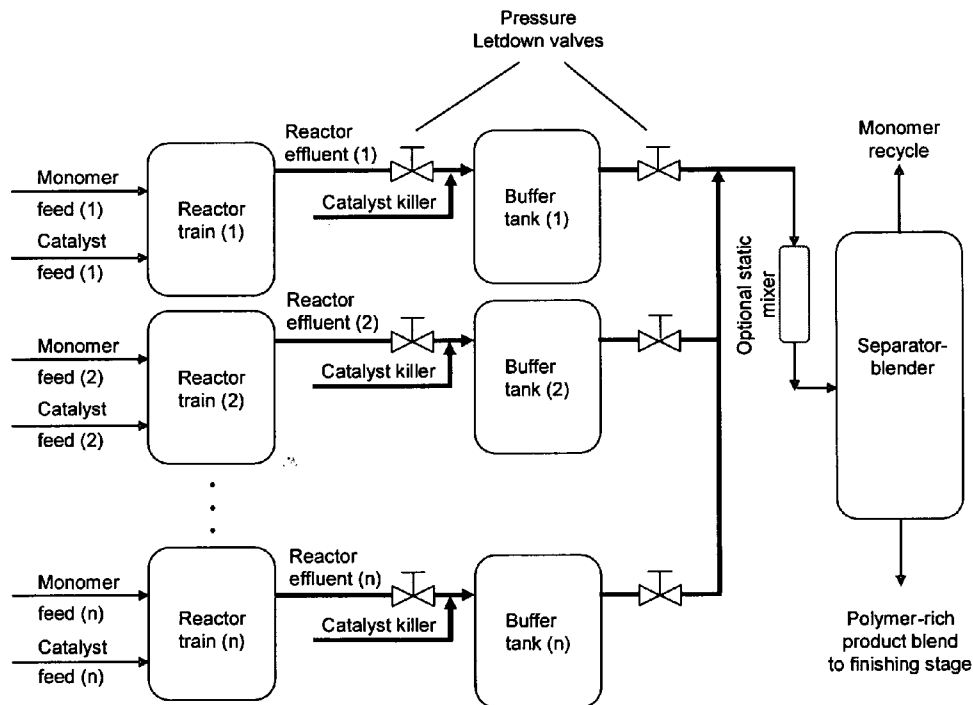 Pressure
Letdown valves
Reactor
effluent (1)
Monomer
feed (1)
Catalyst
feed (1)
Reactor
train (1)
Catalyst killer
Buffer
tank (1)
Monomer
recycle
Reactor
effluent (2)
Monomer
feed (2)
Catalyst
feed (2)
Reactor
train (2)
Catalyst killer
Buffer
tank (2)
Optional static
mixer
Separator-
blender
Reactor
effluent (n)
Monomer
feed (n)
Catalyst
feed (n)
Reactor
train (n)
Catalyst killer
Buffer
tank (n)
Polymer-rich
product blend
to finishing stage